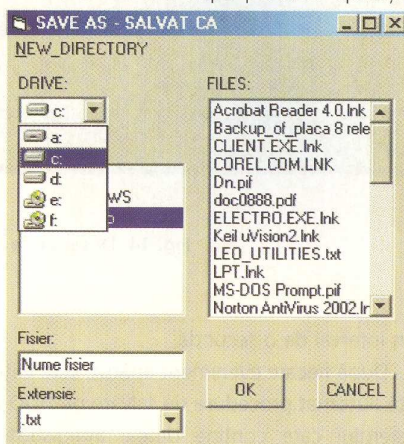 SAVE AS - SALVAT CA
NEW_DIRECTORY
DRIVE:
c:
a:
c:
d:
e:
f:
WS
FILES:
Acrobat Reader 4.0.lnk
Backup_of_placa 8 rele
CLIENT.EXE.lnk
COREL.COM.LNK
Dn.pif
doc0888.pdf
ELECTRO.EXE.lnk
Keil uVision2.lnk
LEO_UTILITIES.txt
LPT.lnk
MS-DOS Prompt.pif
Norton AntiVirus 2002.lr
Fisier:
Nume fisier
Extensie:
.txt
OK
CANCEL